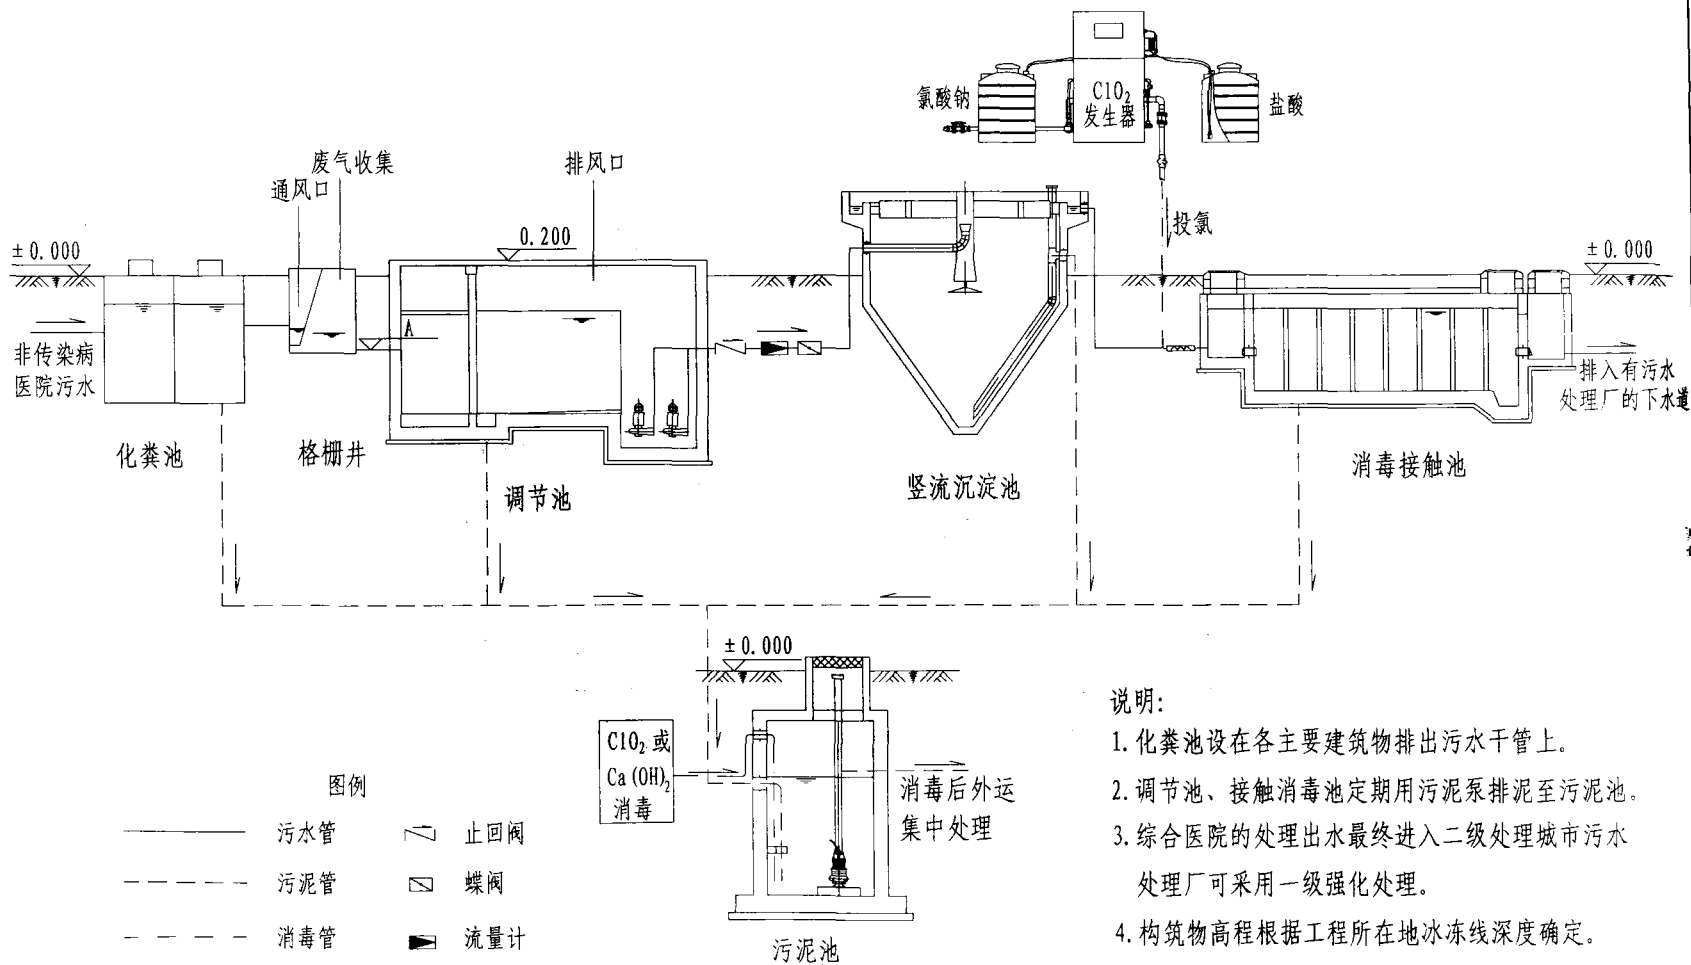 氯酸钠
ClO₂
发生器
盐酸
废气收集
通风口
排风口
投氯
±0.000
0.200
±0.000
A
非传染病
医院污水
排入有污水
处理厂的下水道
化粪池
格栅井
调节池
竖流沉淀池
消毒接触池
±0.000
ClO₂或
Ca(OH)₂
消毒
消毒后外运
集中处理
污泥池
图例
污水管
止回阀
污泥管
蝶阀
消毒管
流量计
说明:
1.化粪池设在各主要建筑物排出污水干管上。
2.调节池、接触消毒池定期用污泥泵排泥至污泥池。
3.综合医院的处理出水最终进入二级处理城市污水
处理厂可采用一级强化处理。
4.构筑物高程根据工程所在地冰冻线深度确定。